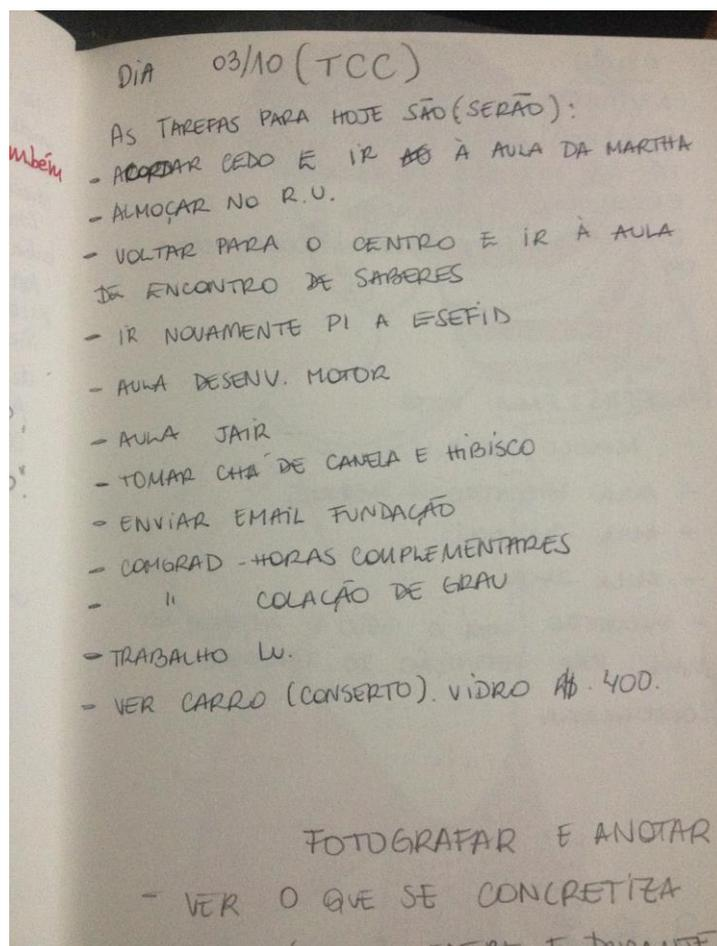 mbém
DIA 03/10 (TCC)
AS TAREFAS PARA HOJE SÃO (SERÃO):
- ACORDAR CEDO E IR À AULA DA MARTHA
- ALMOÇAR NO R.U.
- VOLTAR PARA O CENTRO E IR À AULA
DE ENCONTRO DE SABERES
- IR NOVAMENTE P/ A ESEFID
- AULA DESENV. MOTOR
- AULA JAIR
- TOMAR CHÁ DE CANELA E HIBISCO
- ENVIAR EMAIL FUNDAÇÃO
- COMGRAD - HORAS COMPLEMENTARES
- " COLAÇÃO DE GRAU
- TRABALHO LU.
- VER CARRO (CONSERTO). VIDRO R$. 400.
FOTOGRAFAR E ANOTAR
- VER O QUE SE CONCRETIZA
E DURANTE